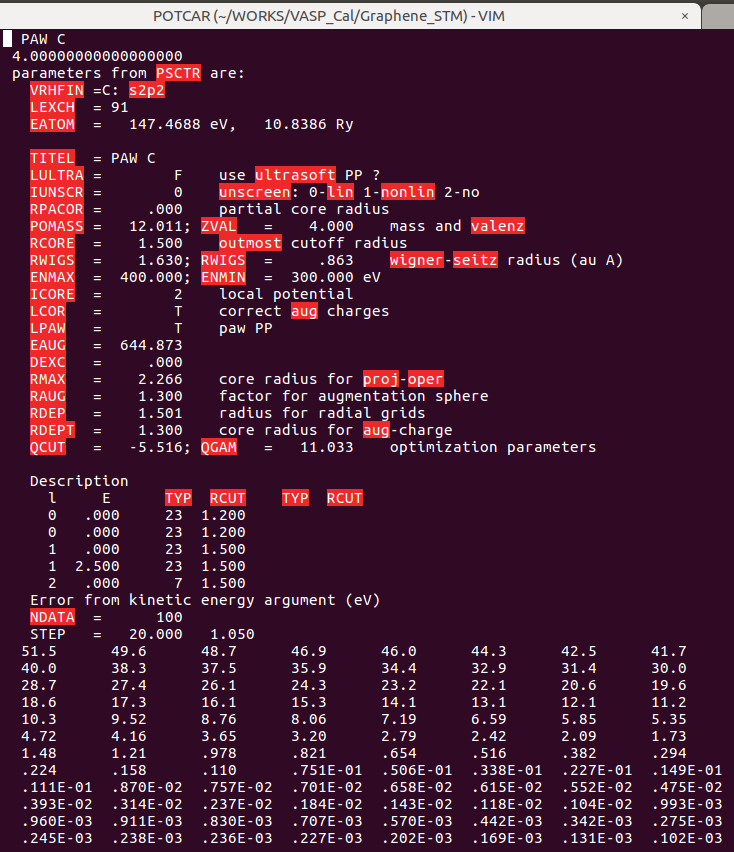 POTCAR (~/WORKS/VASP_Cal/Graphene_STM) - VIM ×
PAW C
4.00000000000000000
parameters from PSCTR are:
VRHFIN =C: s2p2
LEXCH = 91
EATOM = 147.4688 eV, 10.8386 Ry
TITEL = PAW C
LULTRA = F use ultrasoft PP ?
IUNSCR = 0 unscreen: 0-lin 1-nonlin 2-no
RPACOR = .000 partial core radius
POMASS = 12.011; ZVAL = 4.000 mass and valenz
RCORE = 1.500 outmost cutoff radius
RWIGS = 1.630; RWIGS = .863 wigner-seitz radius (au A)
ENMAX = 400.000; ENMIN = 300.000 eV
ICORE = 2 local potential
LCOR = T correct aug charges
LPAW = T paw PP
EAUG = 644.873
DEXC = .000
RMAX = 2.266 core radius for proj-oper
RAUG = 1.300 factor for augmentation sphere
RDEP = 1.501 radius for radial grids
RDEPT = 1.300 core radius for aug-charge
QCUT = -5.516; QGAM = 11.033 optimization parameters
Description
l E TYP RCUT TYP RCUT
0 .000 23 1.200
0 .000 23 1.200
1 .000 23 1.500
1 2.500 23 1.500
2 .000 7 1.500
Error from kinetic energy argument (eV)
NDATA = 100
STEP = 20.000 1.050
51.5 49.6 48.7 46.9 46.0 44.3 42.5 41.7
40.0 38.3 37.5 35.9 34.4 32.9 31.4 30.0
28.7 27.4 26.1 24.3 23.2 22.1 20.6 19.6
18.6 17.3 16.1 15.3 14.1 13.1 12.1 11.2
10.3 9.52 8.76 8.06 7.19 6.59 5.85 5.35
4.72 4.16 3.65 3.20 2.79 2.42 2.09 1.73
1.48 1.21 .978 .821 .654 .516 .382 .294
.224 .158 .110 .751E-01 .506E-01 .338E-01 .227E-01 .149E-01
.111E-01 .870E-02 .757E-02 .701E-02 .658E-02 .615E-02 .552E-02 .475E-02
.393E-02 .314E-02 .237E-02 .184E-02 .143E-02 .118E-02 .104E-02 .993E-03
.960E-03 .911E-03 .830E-03 .707E-03 .570E-03 .442E-03 .342E-03 .275E-03
.245E-03 .238E-03 .236E-03 .227E-03 .202E-03 .169E-03 .131E-03 .102E-03